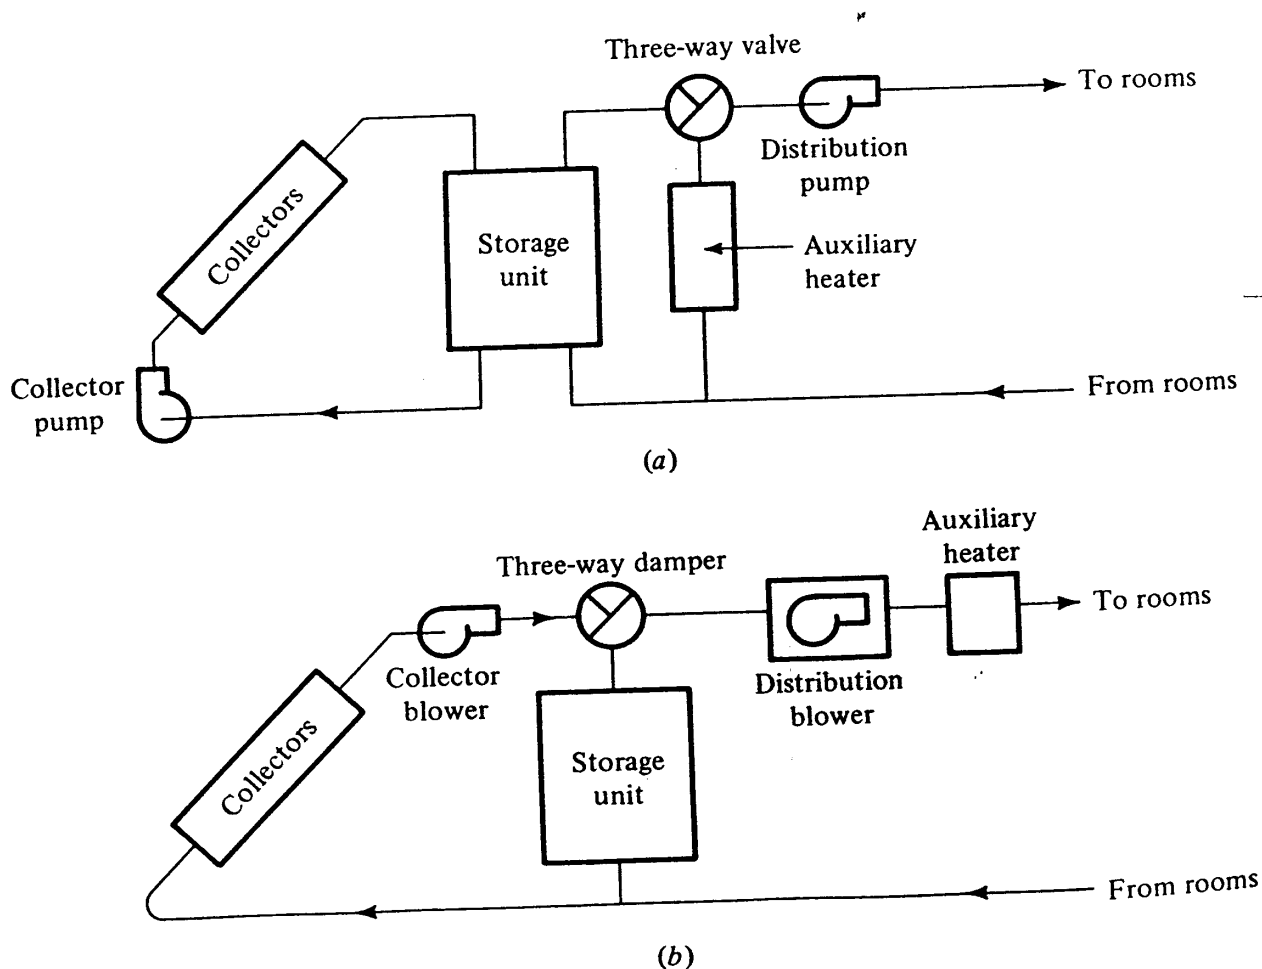 Three-way valve
To rooms
Distribution
pump
Collectors
Storage
unit
Auxiliary
heater
Collector
pump
From rooms
(a)
Auxiliary
heater
Three-way damper
To rooms
Collector
blower
Distribution
blower
Collectors
Storage
unit
From rooms
(b)